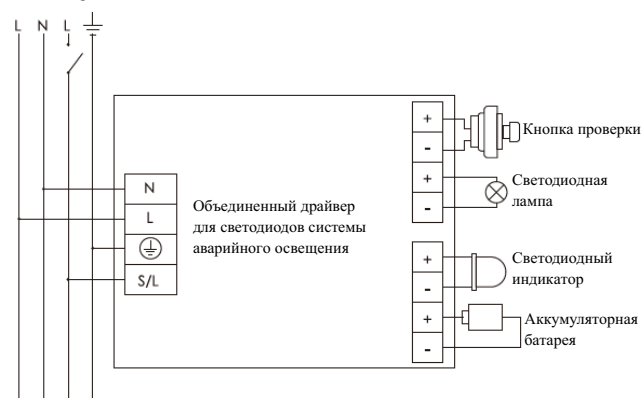 L N L
N
L
S/L
Объединенный драйвер
для светодиодов системы
аварийного освещения
+
-
+
-
+
-
+
-
Кнопка проверки
Светодиодная
лампа
Светодиодный
индикатор
Аккумуляторная
батарея